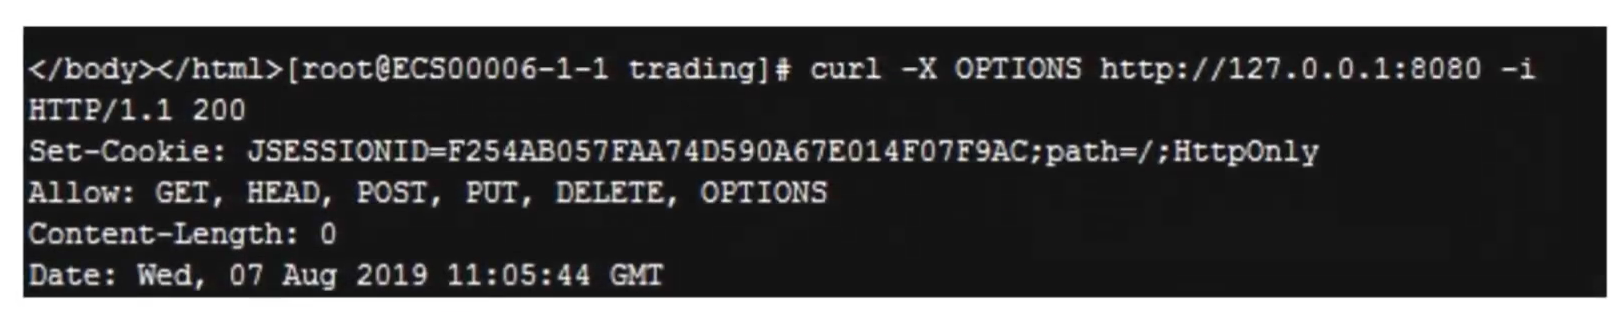 </body></html>[root@ECS00006-1-1 trading]# curl -X OPTIONS http://127.0.0.1:8080 -i
HTTP/1.1 200
Set-Cookie: JSESSIONID=F254AB057FAA74D590A67E014F07F9AC;path=/;HttpOnly
Allow: GET, HEAD, POST, PUT, DELETE, OPTIONS
Content-Length: 0
Date: Wed, 07 Aug 2019 11:05:44 GMT